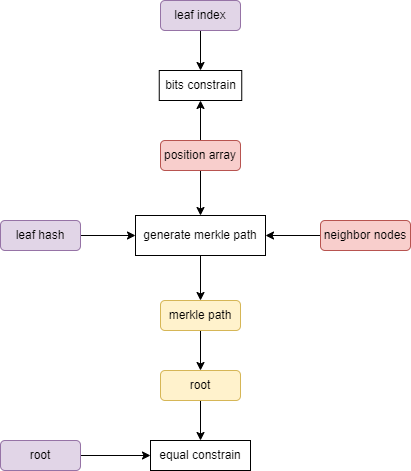 leaf index
bits constrain
position array
leaf hash
generate merkle path
neighbor nodes
merkle path
root
root
equal constrain